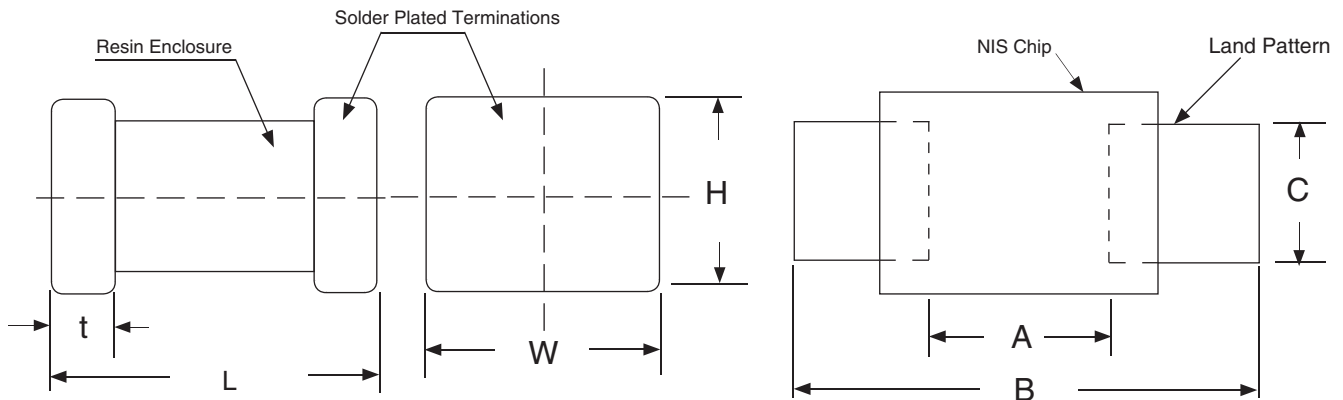 Solder Plated Terminations
Resin Enclosure
NIS Chip
Land Pattern
H
C
t
W
A
L
B